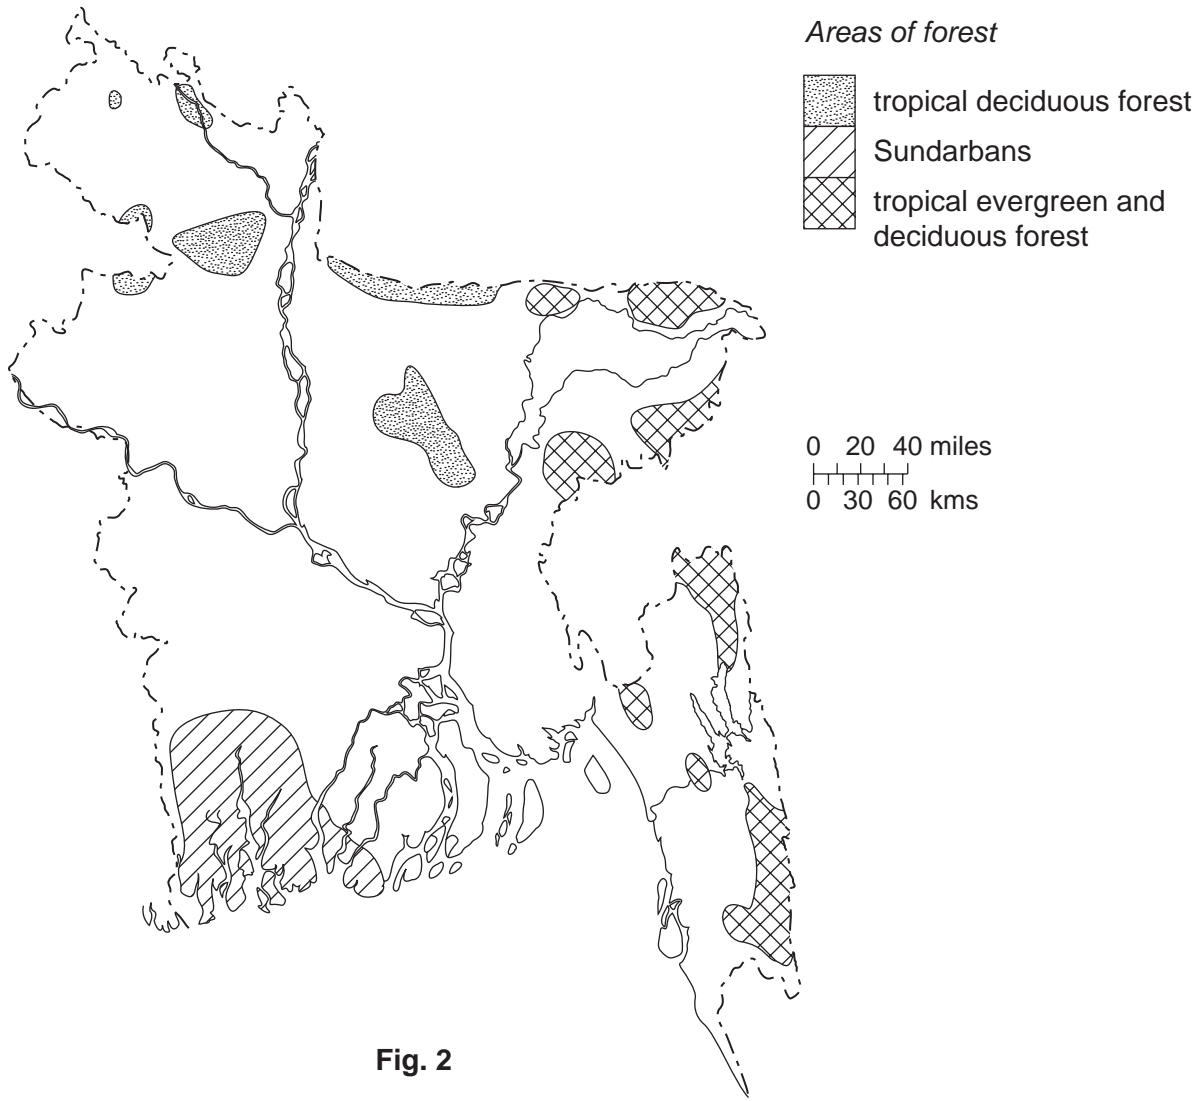 Areas of forest
tropical deciduous forest
Sundarbans
tropical evergreen and
deciduous forest
0 20 40 miles
0 30 60 kms
Fig. 2